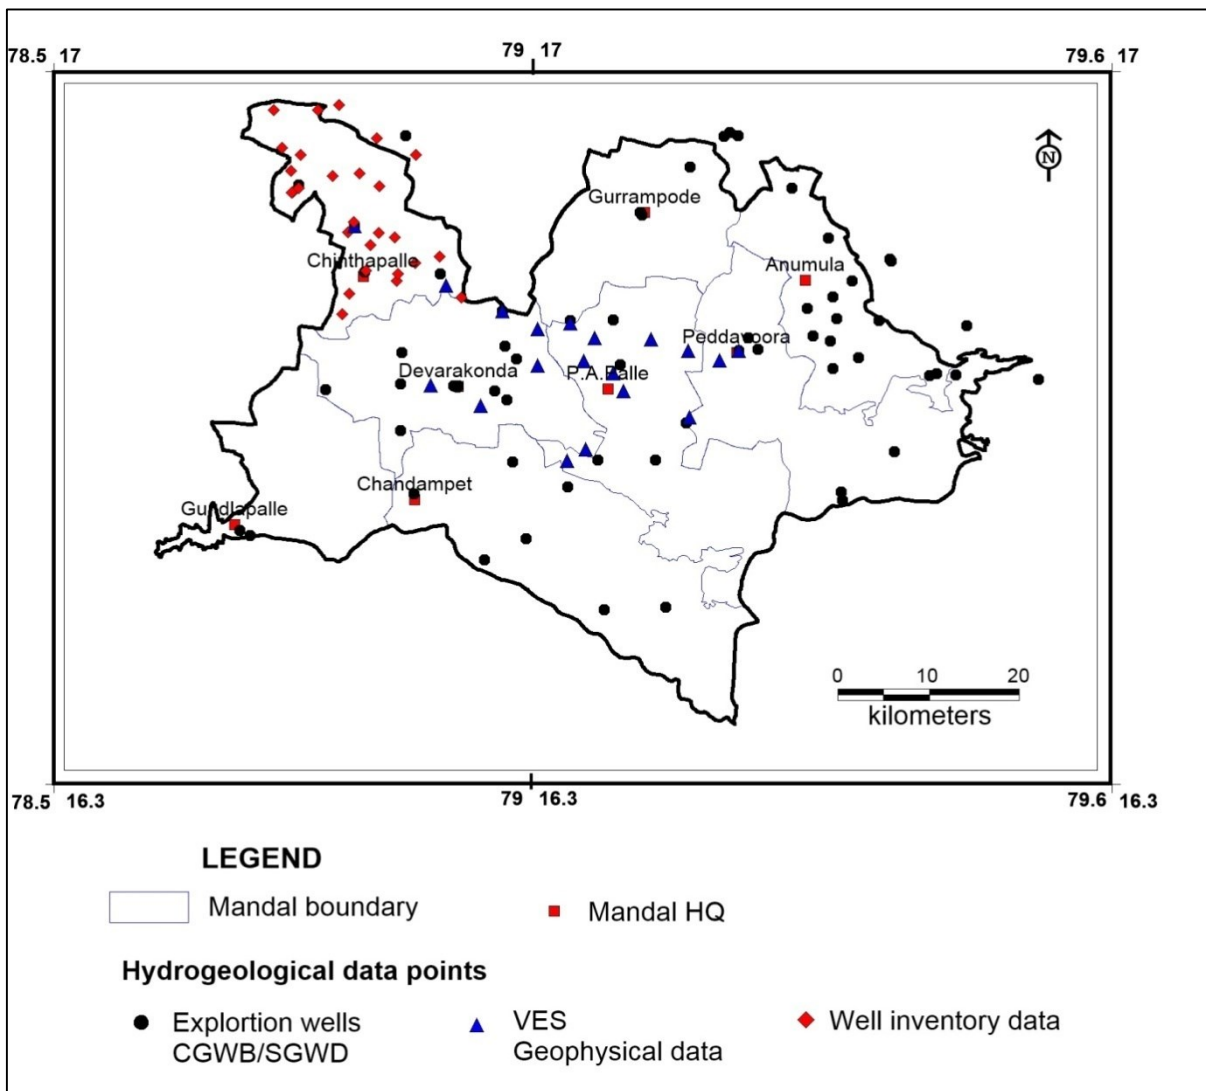 78.5 17
79 17
79.6 17
N
Gurrampode
Chinthapalle
Anumula
Peddavoora
Devarakonda
P.A.Palle
Chandampet
Gundlapalle
0 10 20
kilometers
78.5 16.3
79 16.3
79.6 16.3
LEGEND
Mandal boundary
Mandal HQ
Hydrogeological data points
Explortion wells
CGWB/SGWD
VES
Geophysical data
Well inventory data